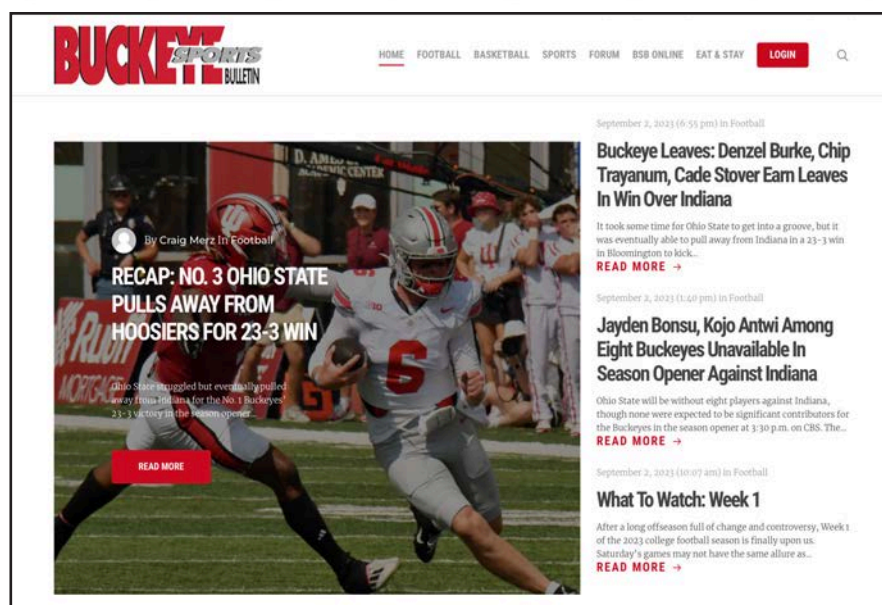 BUCKEYE
SPORTS
BULLETIN
HOME FOOTBALL BASKETBALL SPORTS FORUM BSB ONLINE EAT & STAY LOGIN
By Craig Merz In Football
RECAP: NO. 3 OHIO STATE
PULLS AWAY FROM
HOOSIERS FOR 23-3 WIN
Ohio State struggled but eventually pulled
away from Indiana for the No. 1 Buckeyes'
23-3 victory in the season opener...
READ MORE
D. AMES
ACADEMIC CENTER
MORTGAGE
6
September 2, 2023 (6:55 pm) in Football
Buckeye Leaves: Denzel Burke, Chip
Trayanum, Cade Stover Earn Leaves
In Win Over Indiana
It took some time for Ohio State to get into a groove, but it
was eventually able to pull away from Indiana in a 23-3 win
in Bloomington to kick...
READ MORE →
September 2, 2023 (1:40 pm) in Football
Jayden Bonsu, Kojo Antwi Among
Eight Buckeyes Unavailable In
Season Opener Against Indiana
Ohio State will be without eight players against Indiana,
though none were expected to be significant contributors for
the Buckeyes in the season opener at 3:30 p.m. on CBS. The...
READ MORE →
September 2, 2023 (10:07 am) in Football
What To Watch: Week 1
After a long offseason full of change and controversy, Week 1
of the 2023 college football season is finally upon us.
Saturday's games may not have the same allure as...
READ MORE →